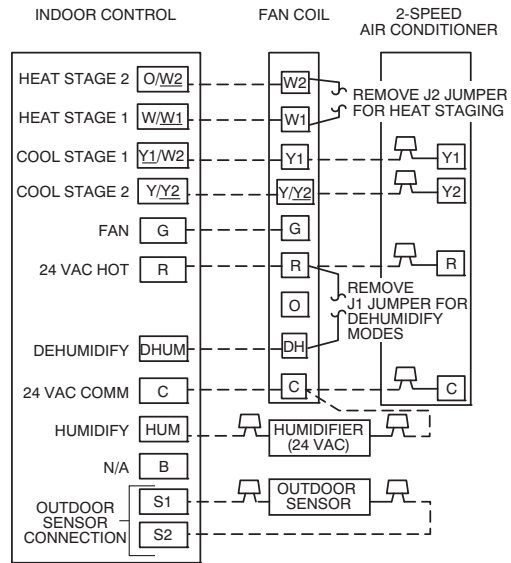 INDOOR CONTROL
FAN COIL
2-SPEED
AIR CONDITIONER
HEAT STAGE 2 O/W2 W2
REMOVE J2 JUMPER
FOR HEAT STAGING
HEAT STAGE 1 W/W1 W1
COOL STAGE 1 Y1/W2 Y1 Y1
COOL STAGE 2 Y/Y2 Y/Y2 Y2
FAN G G
24 VAC HOT R R R
REMOVE
J1 JUMPER FOR
DEHUMIDIFY
MODES
O
DEHUMIDIFY DHUM DH
24 VAC COMM C C C
HUMIDIFY HUM
HUMIDIFIER
(24 VAC)
N/A B
OUTDOOR
SENSOR
CONNECTION
S1
S2
OUTDOOR
SENSOR